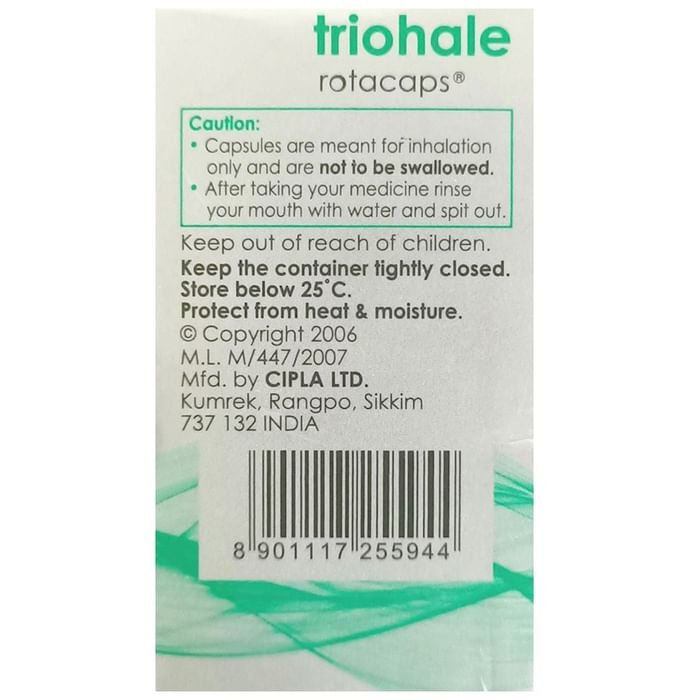 triohale
rotacaps®
Caution:
• Capsules are meant for inhalation
only and are not to be swallowed.
• After taking your medicine rinse
your mouth with water and spit out.
Keep out of reach of children.
Keep the container tightly closed.
Store below 25°C.
Protect from heat & moisture.
© Copyright 2006
M.L. M/447/2007
Mfd. by CIPLA LTD.
Kumrek, Rangpo, Sikkim
737 132 INDIA
8 901117 255944